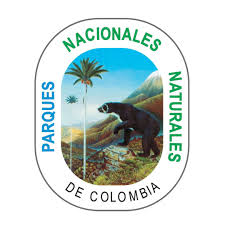 PARQUES
NACIONALES
NATURALES
DE COLOMBIA